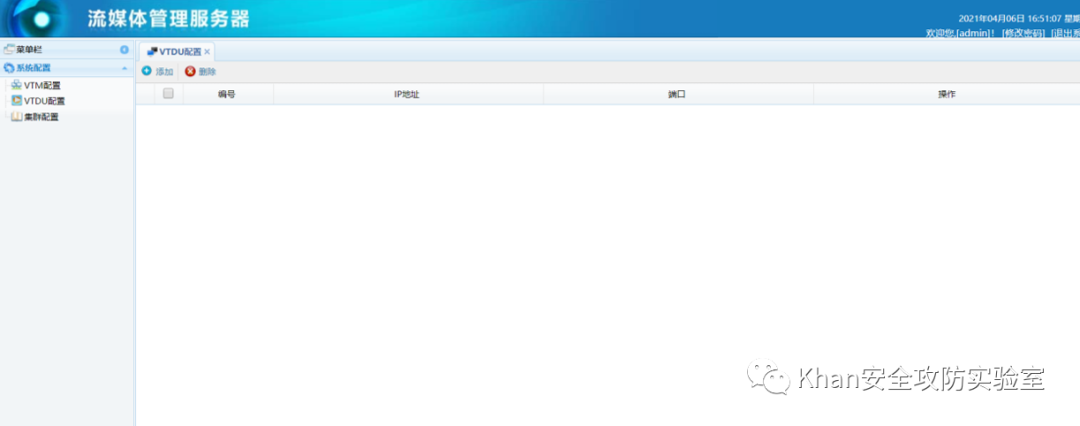 流媒体管理服务器
2021年04月06日 16:51:07 星期
欢迎您,[admin]! [修改密码] [退出系
菜单栏
VTDU配置
系统配置
添加 删除
VTM配置
编号 IP地址 端口 操作
VTDU配置
集群配置
Khan安全攻防实验室